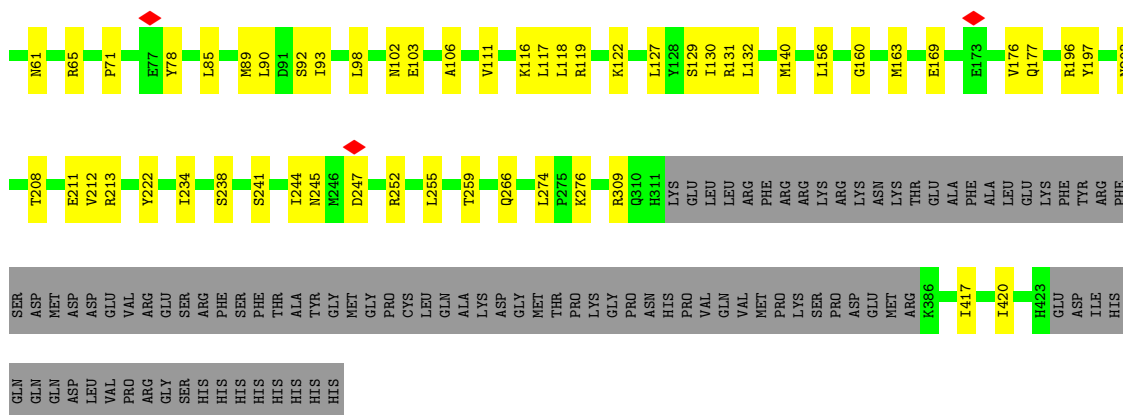 N61 R65 P71 E77 Y78 L85 M89 L90 D91 S92 I93 L98 N102 E103 A106 V111 K116 L117 L118 R119 K122 L127 Y128 S129 I130 R131 L132 M140 L156 G160 M163 E169 E173 V176 Q177 R196 Y197
T208 E211 V212 R213 Y222 I234 S238 S241 I244 N245 M246 D247 R252 L255 T259 Q266 L274 P275 K276 R309 Q310 H311 LYS GLU LEU LEU ARG PHE ARG ARG LYS ARG LYS ASN LYS THR GLU ALA PHE ALA LEU GLU LYS PHE TYR ARG PHE
SER ASP MET ASP ASP GLU VAL ARG GLU SER ARG PHE SER PHE THR ALA TYR GLY MET GLY PRO CYS LEU GLN ALA LYS ASP GLY MET THR PRO LYS GLY PRO ASN HIS PRO VAL GLN VAL MET PRO LYS SER PRO ASP GLU MET ARG K386 I417 I420 H423 GLU ASP ILE HIS
GLN GLN GLN ASP LEU VAL PRO ARG GLY SER HIS HIS HIS HIS HIS HIS HIS HIS